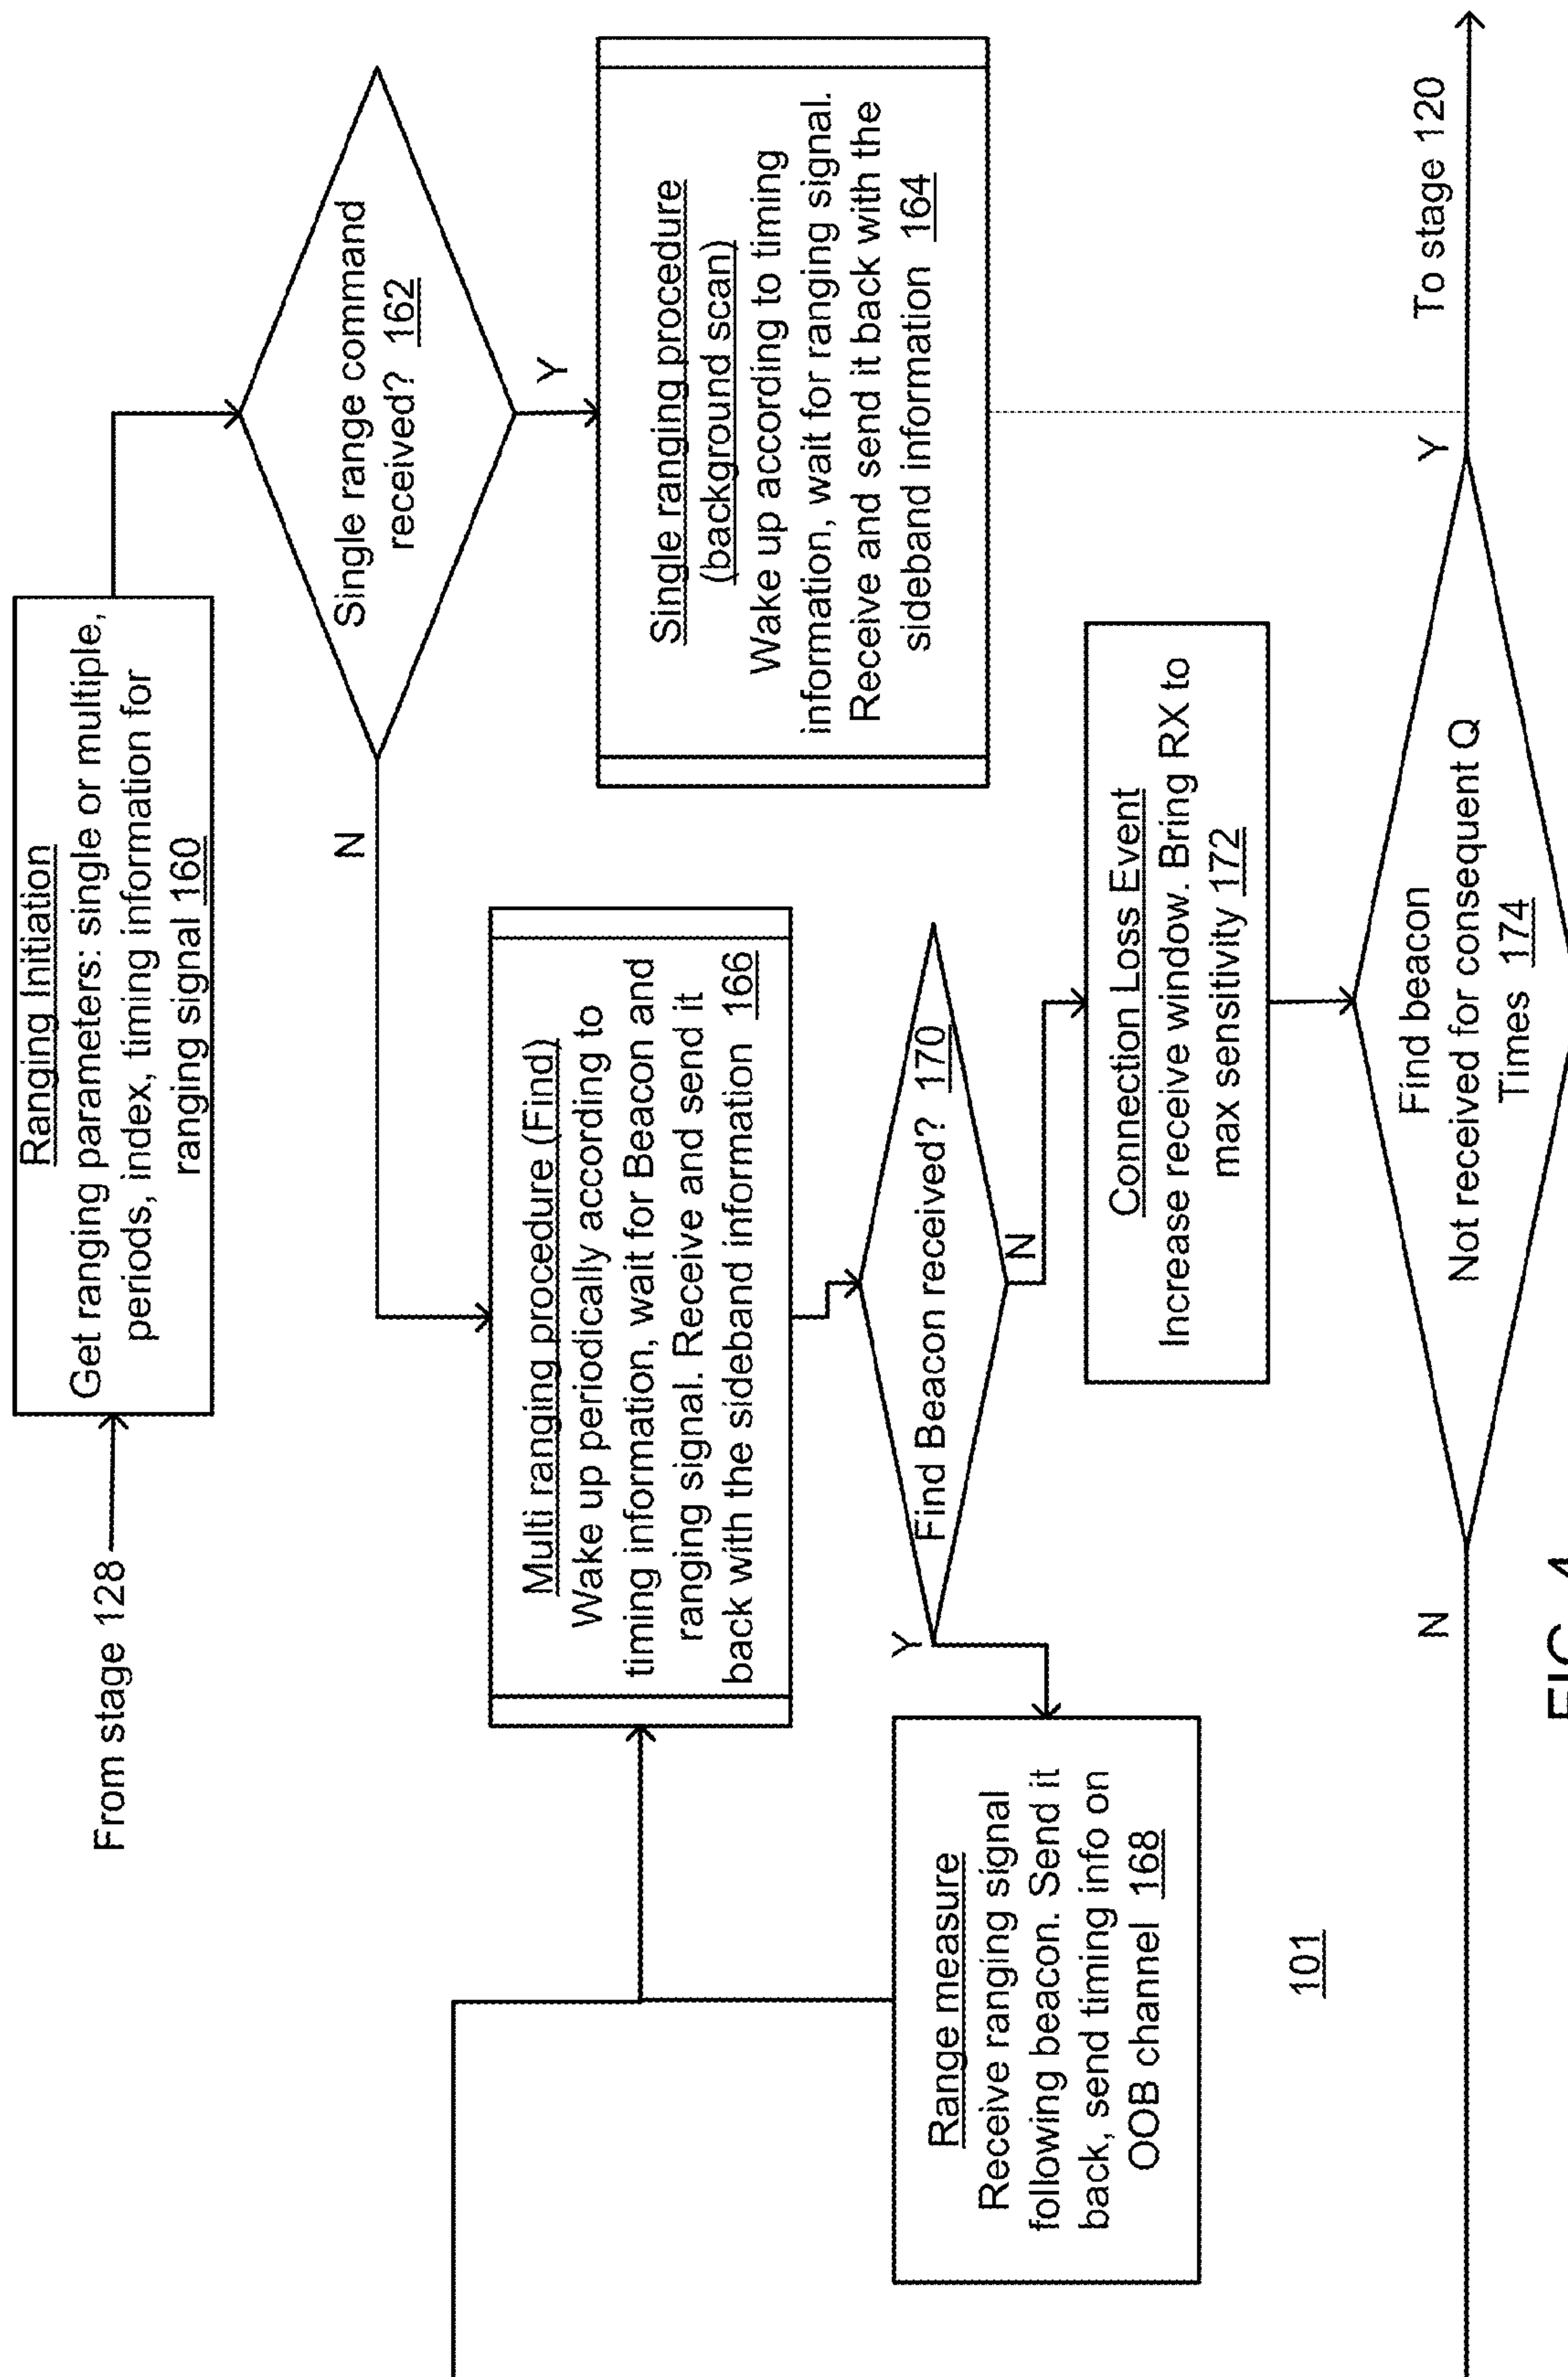 From stage 128
Ranging Initiation
Get ranging parameters: single or multiple,
periods, index, timing information for
ranging signal 160
Single range command
received? 162
N
Y
Single ranging procedure
(background scan)
Wake up according to timing
information, wait for ranging signal.
Receive and send it back with the
sideband information 164
Multi ranging procedure (Find)
Wake up periodically according to
timing information, wait for Beacon and
ranging signal. Receive and send it
back with the sideband information 166
Find Beacon received? 170
Y
N
Range measure
Receive ranging signal
following beacon. Send it
back, send timing info on
OOB channel 168
Connection Loss Event
Increase receive window. Bring RX to
max sensitivity 172
Find beacon
Not received for consequent Q
Times 174
N
Y
To stage 120
101
FIG. 4